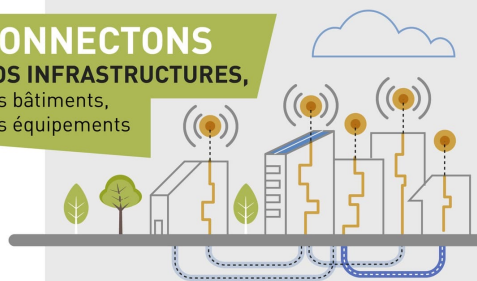 ONNECTONS
OS INFRASTRUCTURES,
s bâtiments,
s équipements